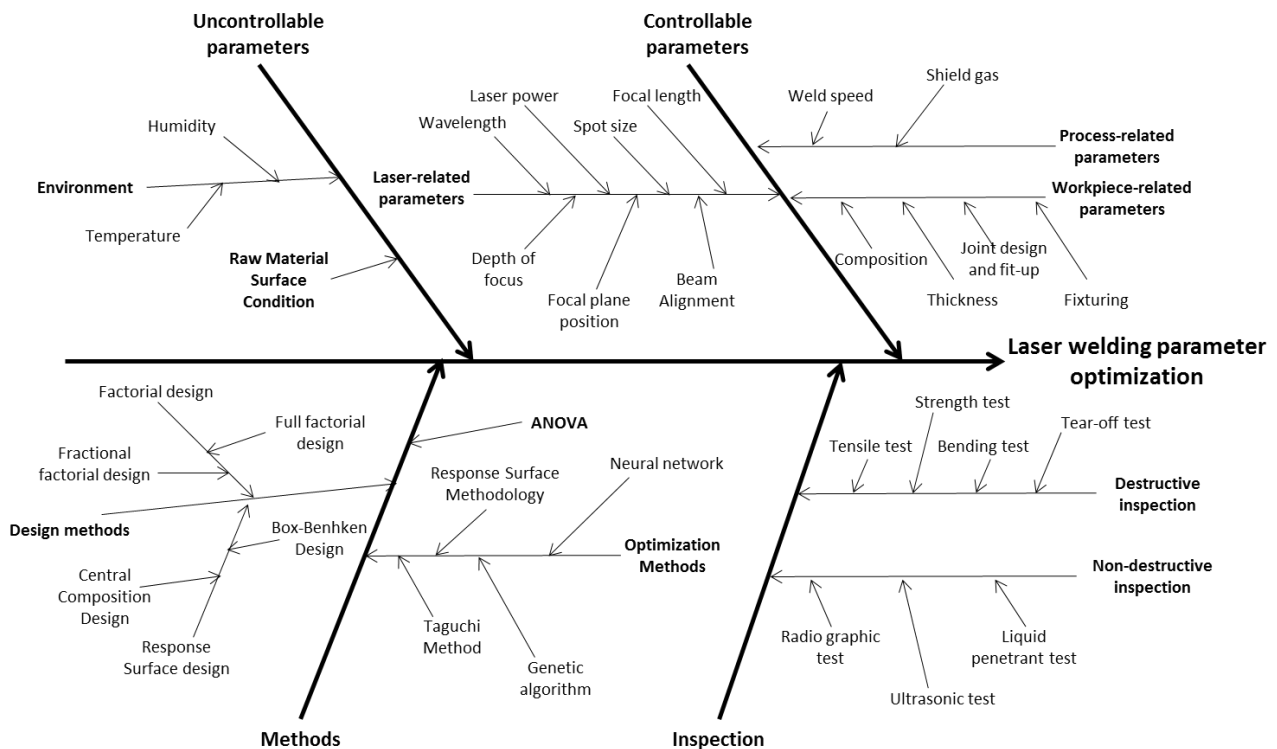 Uncontrollable
parameters
Controllable
parameters
Humidity
Environment
Temperature
Raw Material
Surface
Condition
Laser power
Focal length
Wavelength
Spot size
Laser-related
parameters
Depth of
focus
Focal plane
position
Beam
Alignment
Shield gas
Weld speed
Process-related
parameters
Workpiece-related
parameters
Composition
Joint design
and fit-up
Thickness
Fixturing
Laser welding parameter
optimization
Factorial design
Full factorial
design
Fractional
factorial design
Design methods
Box-Benhken
Design
Central
Composition
Design
Response
Surface design
ANOVA
Response Surface
Methodology
Neural network
Optimization
Methods
Taguchi
Method
Genetic
algorithm
Methods
Strength test
Tear-off test
Tensile test
Bending test
Destructive
inspection
Non-destructive
inspection
Radio graphic
test
Liquid
penetrant test
Ultrasonic test
Inspection